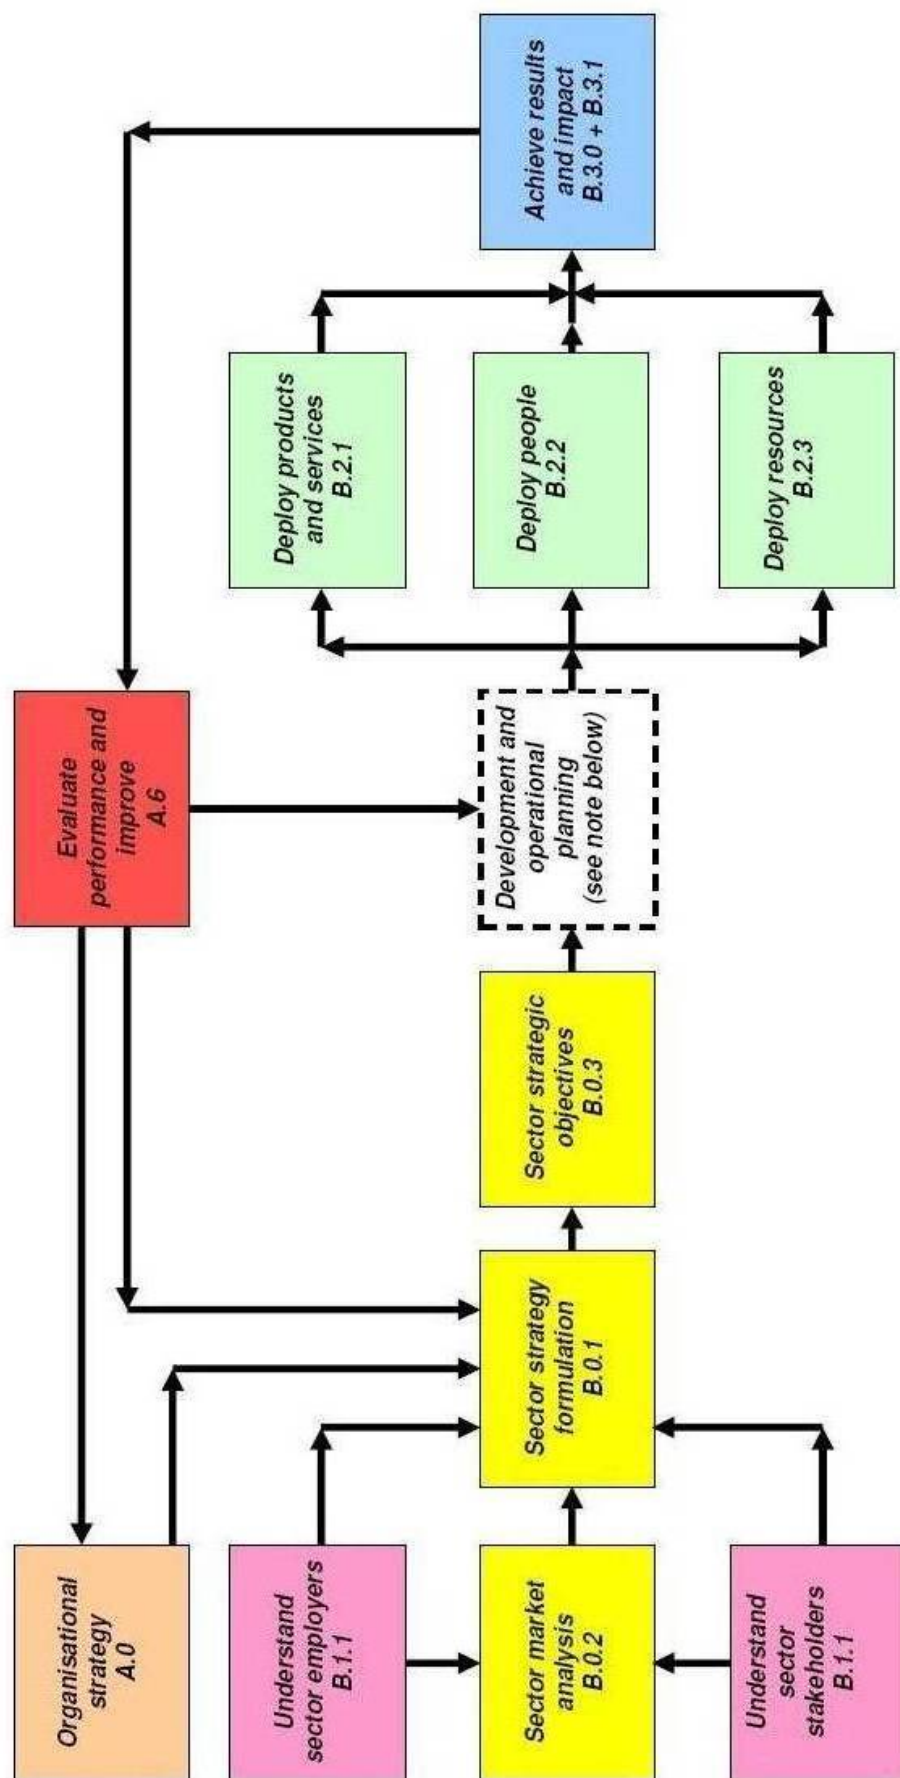 Organisational
strategy
A.0
Evaluate
performance and
improve
A.6
Understand
sector employers
B.1.1
Deploy products
and services
B.2.1
Sector market
analysis
B.0.2
Sector strategy
formulation
B.0.1
Sector strategic
objectives
B.0.3
Development and
operational
planning
(see note below)
Deploy people
B.2.2
Achieve results
and impact
B.3.0 + B.3.1
Understand
sector
stakeholders
B.1.1
Deploy resources
B.2.3